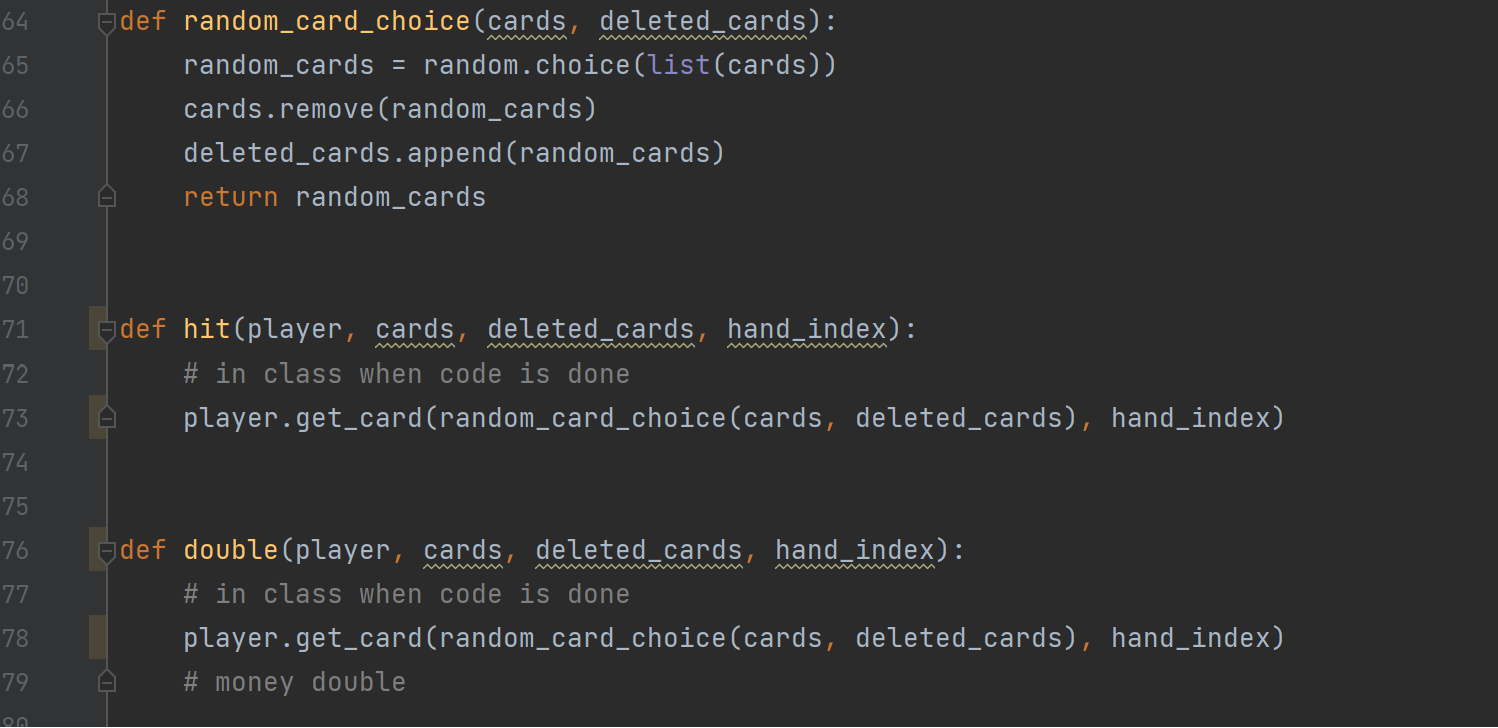 64 def random_card_choice(cards, deleted_cards):
65 random_cards = random.choice(list(cards))
66 cards.remove(random_cards)
67 deleted_cards.append(random_cards)
68 return random_cards
69
70
71 def hit(player, cards, deleted_cards, hand_index):
72 # in class when code is done
73 player.get_card(random_card_choice(cards, deleted_cards), hand_index)
74
75
76 def double(player, cards, deleted_cards, hand_index):
77 # in class when code is done
78 player.get_card(random_card_choice(cards, deleted_cards), hand_index)
79 # money double
80